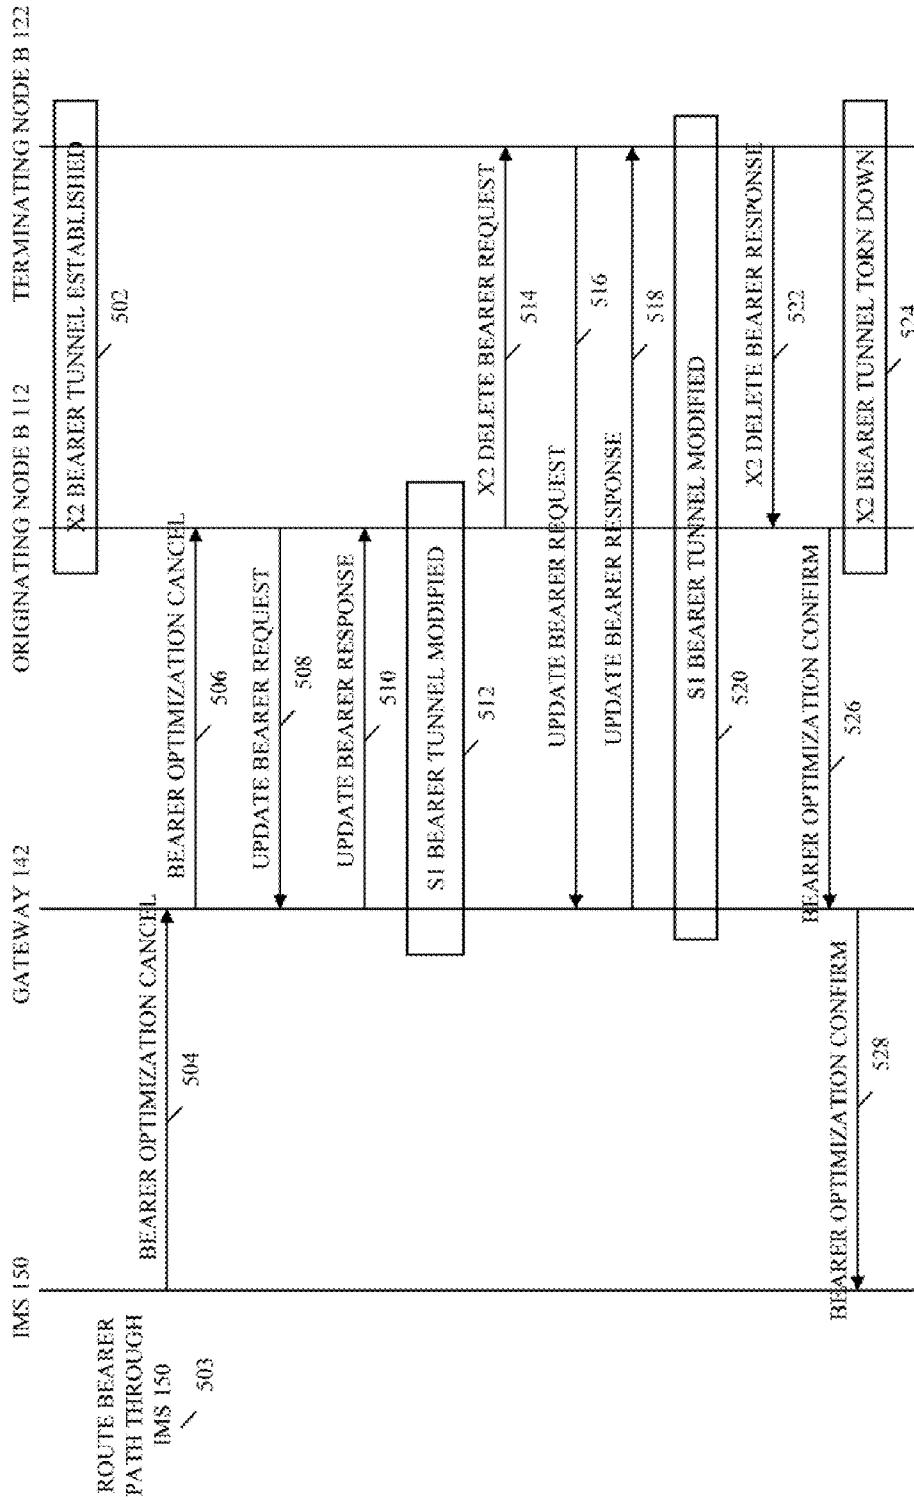 IMS 150
GATEWAY 142
ORIGINATING NODE B 112
TERMINATING NODE B 122
X2 BEARER TUNNEL ESTABLISHED
502
ROUTE BEARER
PATH THROUGH
IMS 150
503
BEARER OPTIMIZATION CANCEL
504
BEARER OPTIMIZATION CANCEL
506
UPDATE BEARER REQUEST
508
UPDATE BEARER RESPONSE
510
S1 BEARER TUNNEL MODIFIED
512
X2 DELETE BEARER REQUEST
514
UPDATE BEARER REQUEST
516
UPDATE BEARER RESPONSE
518
S1 BEARER TUNNEL MODIFIED
520
X2 DELETE BEARER RESPONSE
522
X2 BEARER TUNNEL TORN DOWN
524
BEARER OPTIMIZATION CONFIRM
526
BEARER OPTIMIZATION CONFIRM
528